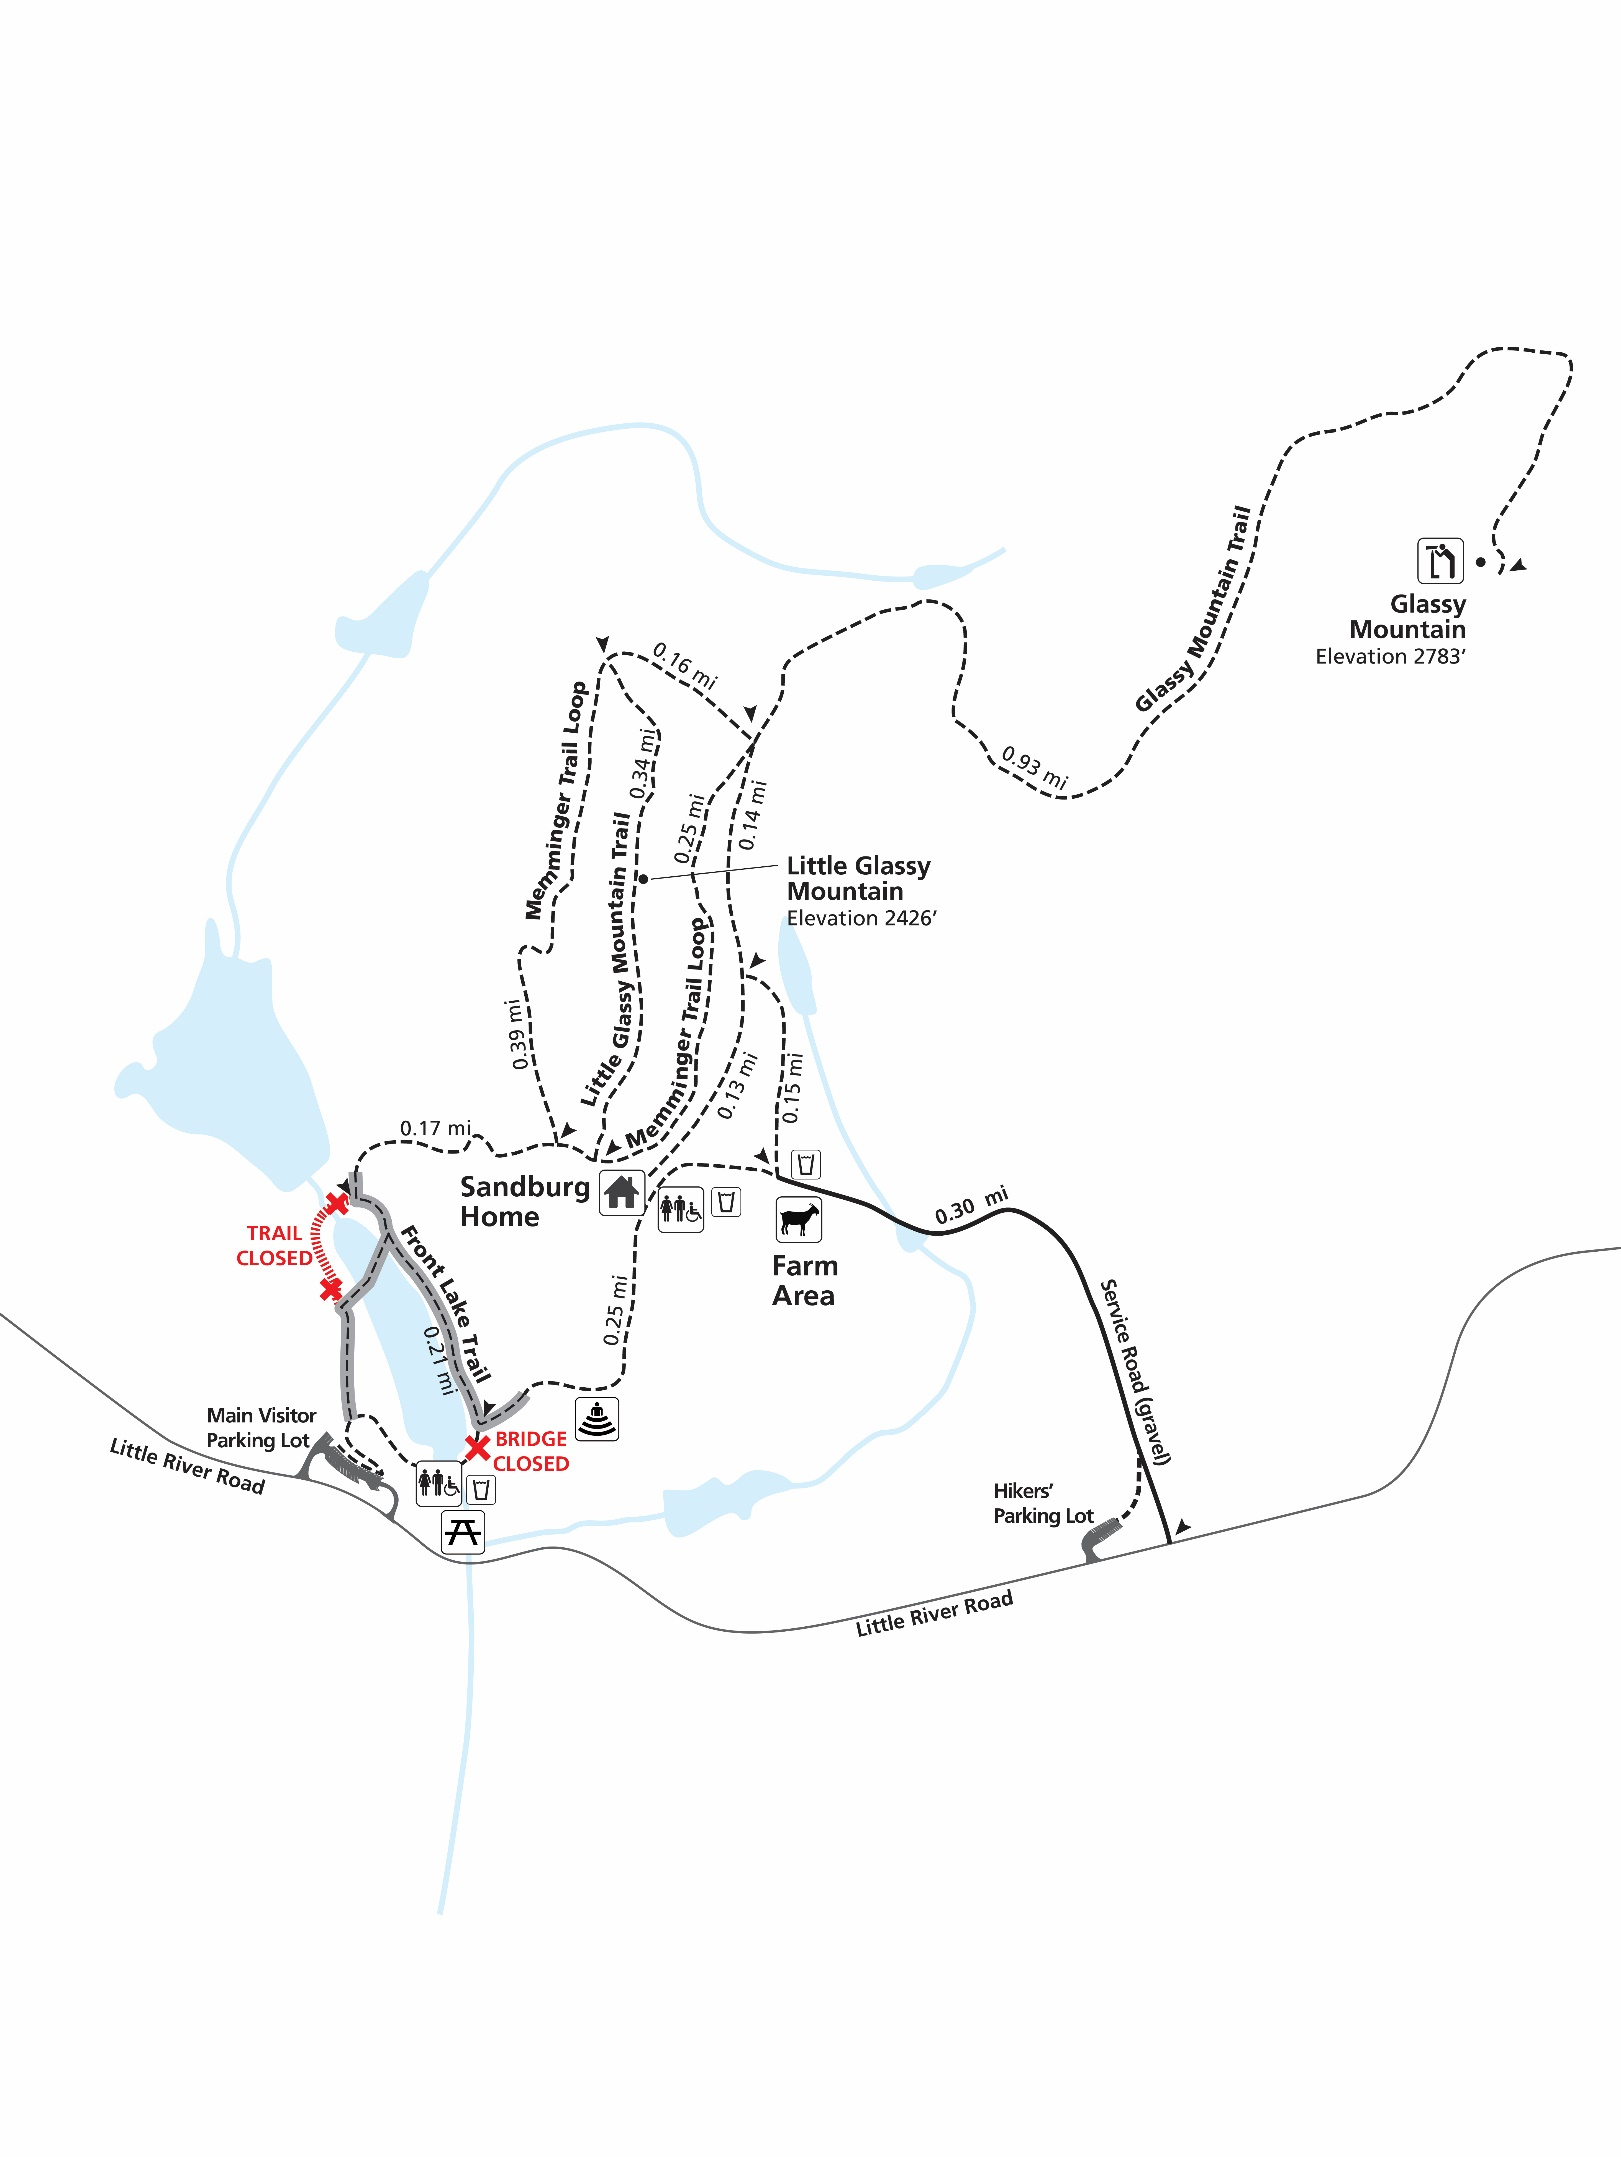 Glassy Mountain Trail
Glassy
Mountain
Elevation 2783’
0.16 mi
Memminger Trail Loop
0.34 mi
0.93 mi
0.25 mi
0.14 mi
Little Glassy Mountain Trail
Little Glassy
Mountain
Elevation 2426’
Memminger Trail Loop
0.39 mi
0.13 mi
0.15 mi
0.17 mi
Sandburg
Home
0.30 mi
TRAIL
CLOSED
Front Lake Trail
Farm
Area
0.25 mi
0.21 mi
Service Road (gravel)
Main Visitor
Parking Lot
Little River Road
BRIDGE
CLOSED
Hikers’
Parking Lot
Little River Road